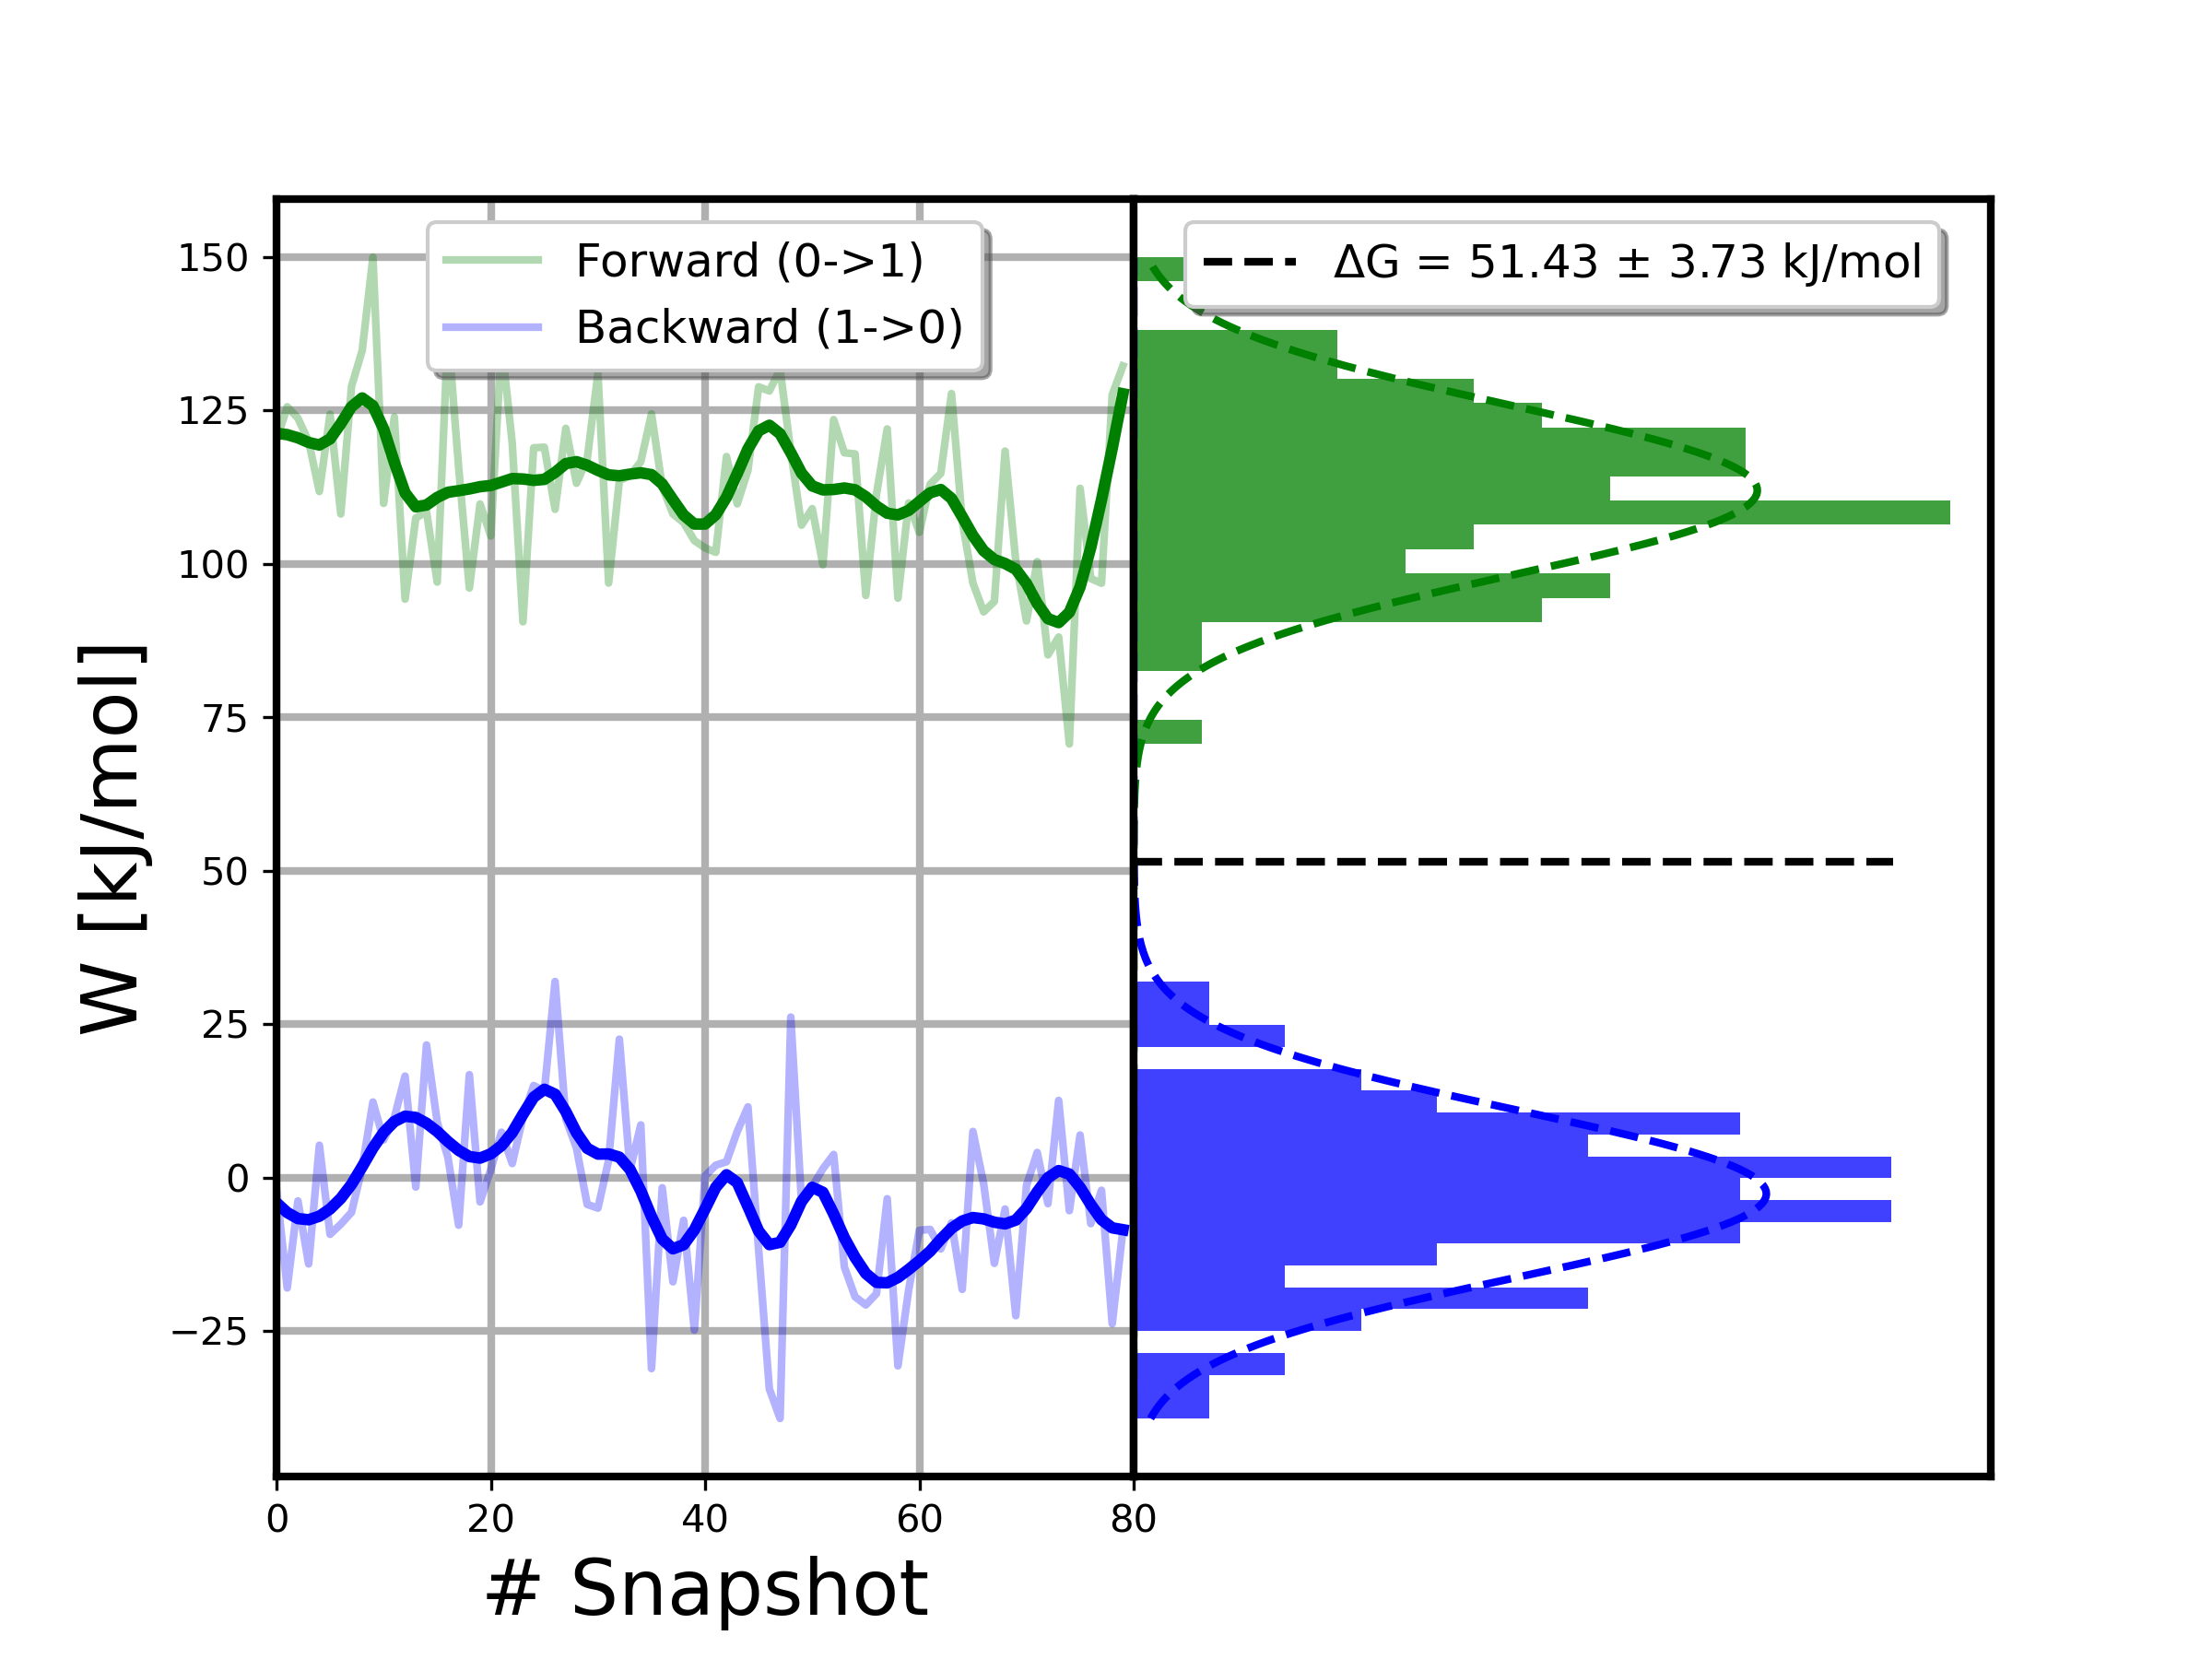 Forward (0->1)
Backward (1->0)
ΔG = 51.43 ± 3.73 kJ/mol
150
125
100
75
50
25
0
−25
W [kJ/mol]
0 20 40 60 80
# Snapshot